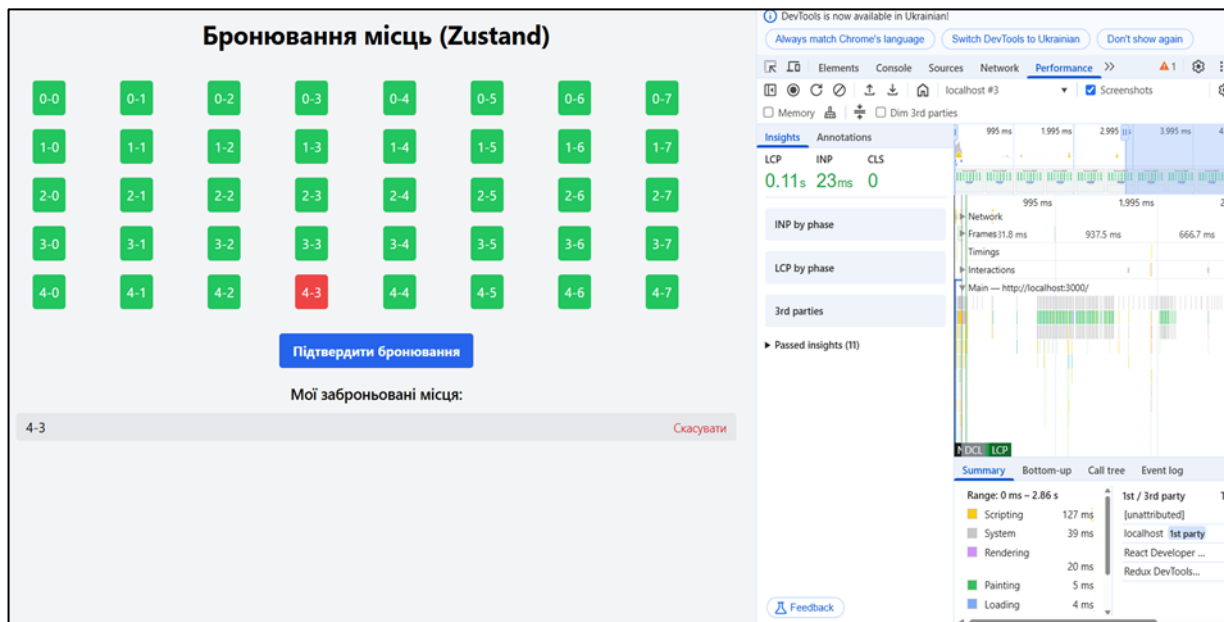 Бронювання місць (Zustand)
0-0 0-1 0-2 0-3 0-4 0-5 0-6 0-7
1-0 1-1 1-2 1-3 1-4 1-5 1-6 1-7
2-0 2-1 2-2 2-3 2-4 2-5 2-6 2-7
3-0 3-1 3-2 3-3 3-4 3-5 3-6 3-7
4-0 4-1 4-2 4-3 4-4 4-5 4-6 4-7
Підтвердити бронювання
Мої заброньовані місця:
4-3 Скасувати
DevTools is now available in Ukrainian!
Always match Chrome's language Switch DevTools to Ukrainian Don't show again
Elements Console Sources Network Performance 1
localhost #3 Screenshots
Memory Dim 3rd parties
Insights Annotations
LCP INP CLS
0.11s 23ms 0
INP by phase
LCP by phase
3rd parties
Passed insights (11)
Feedback
995 ms 1,995 ms 2,995 3,995 ms
995 ms 1,995 ms
Network
Frames 31.8 ms 937.5 ms 666.7 ms
Timings
Interactions
Main — http://localhost:3000/
DCL LCP
Summary Bottom-up Call tree Event log
Range: 0 ms – 2.86 s
Scripting 127 ms
System 39 ms
Rendering
20 ms
Painting 5 ms
Loading 4 ms
1st / 3rd party
[unattributed]
localhost 1st party
React Developer ...
Redux DevTools...